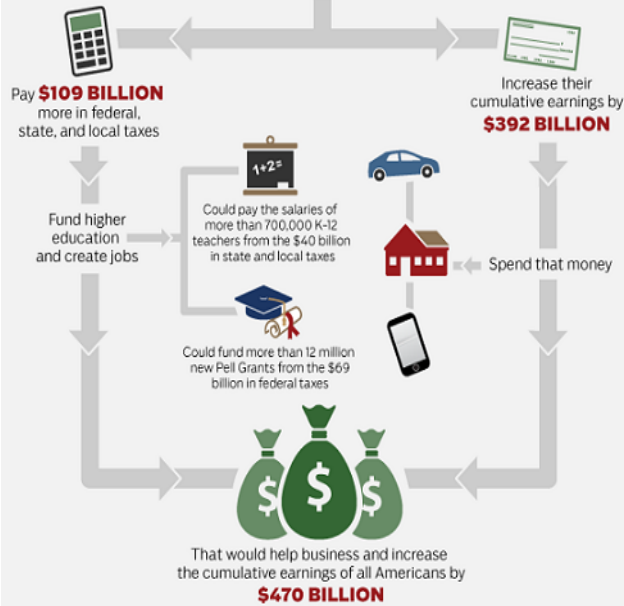 Pay $109 BILLION
more in federal,
state, and local taxes
Increase their
cumulative earnings by
$392 BILLION
Fund higher
education
and create jobs
1+2=
Could pay the salaries of
more than 700,000 K-12
teachers from the $40 billion
in state and local taxes
Could fund more than 12 million
new Pell Grants from the $69
billion in federal taxes
Spend that money
$ $ $
That would help business and increase
the cumulative earnings of all Americans by
$470 BILLION